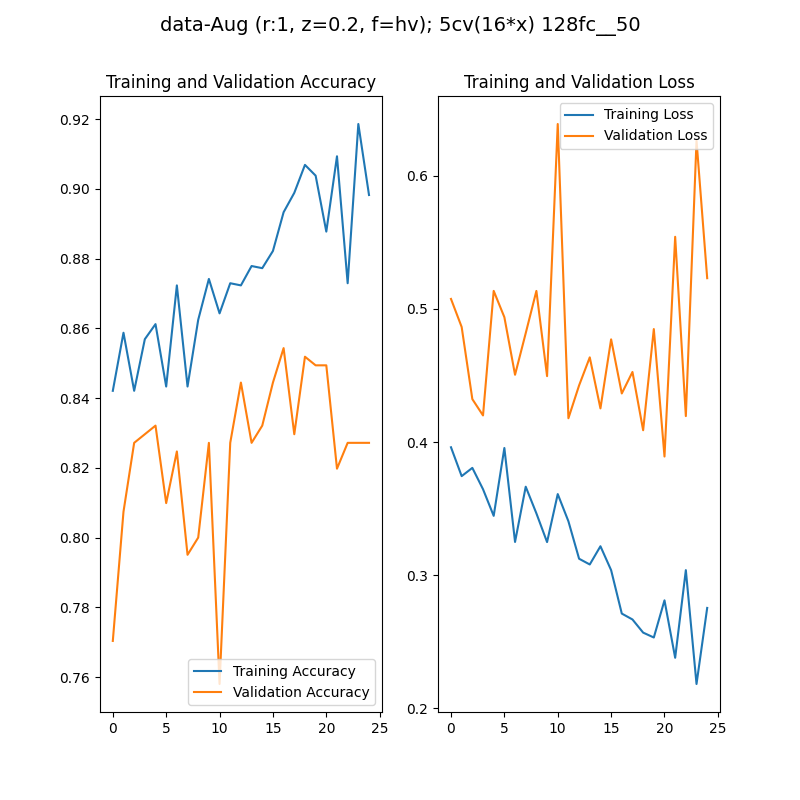 data-Aug (r:1, z=0.2, f=hv); 5cv(16*x) 128fc__50
Training and Validation Accuracy
0.92
0.90
0.88
0.86
0.84
0.82
0.80
0.78
0.76
Training Accuracy
Validation Accuracy
0 5 10 15 20 25
Training and Validation Loss
Training Loss
Validation Loss
0.6
0.5
0.4
0.3
0.2
0 5 10 15 20 25